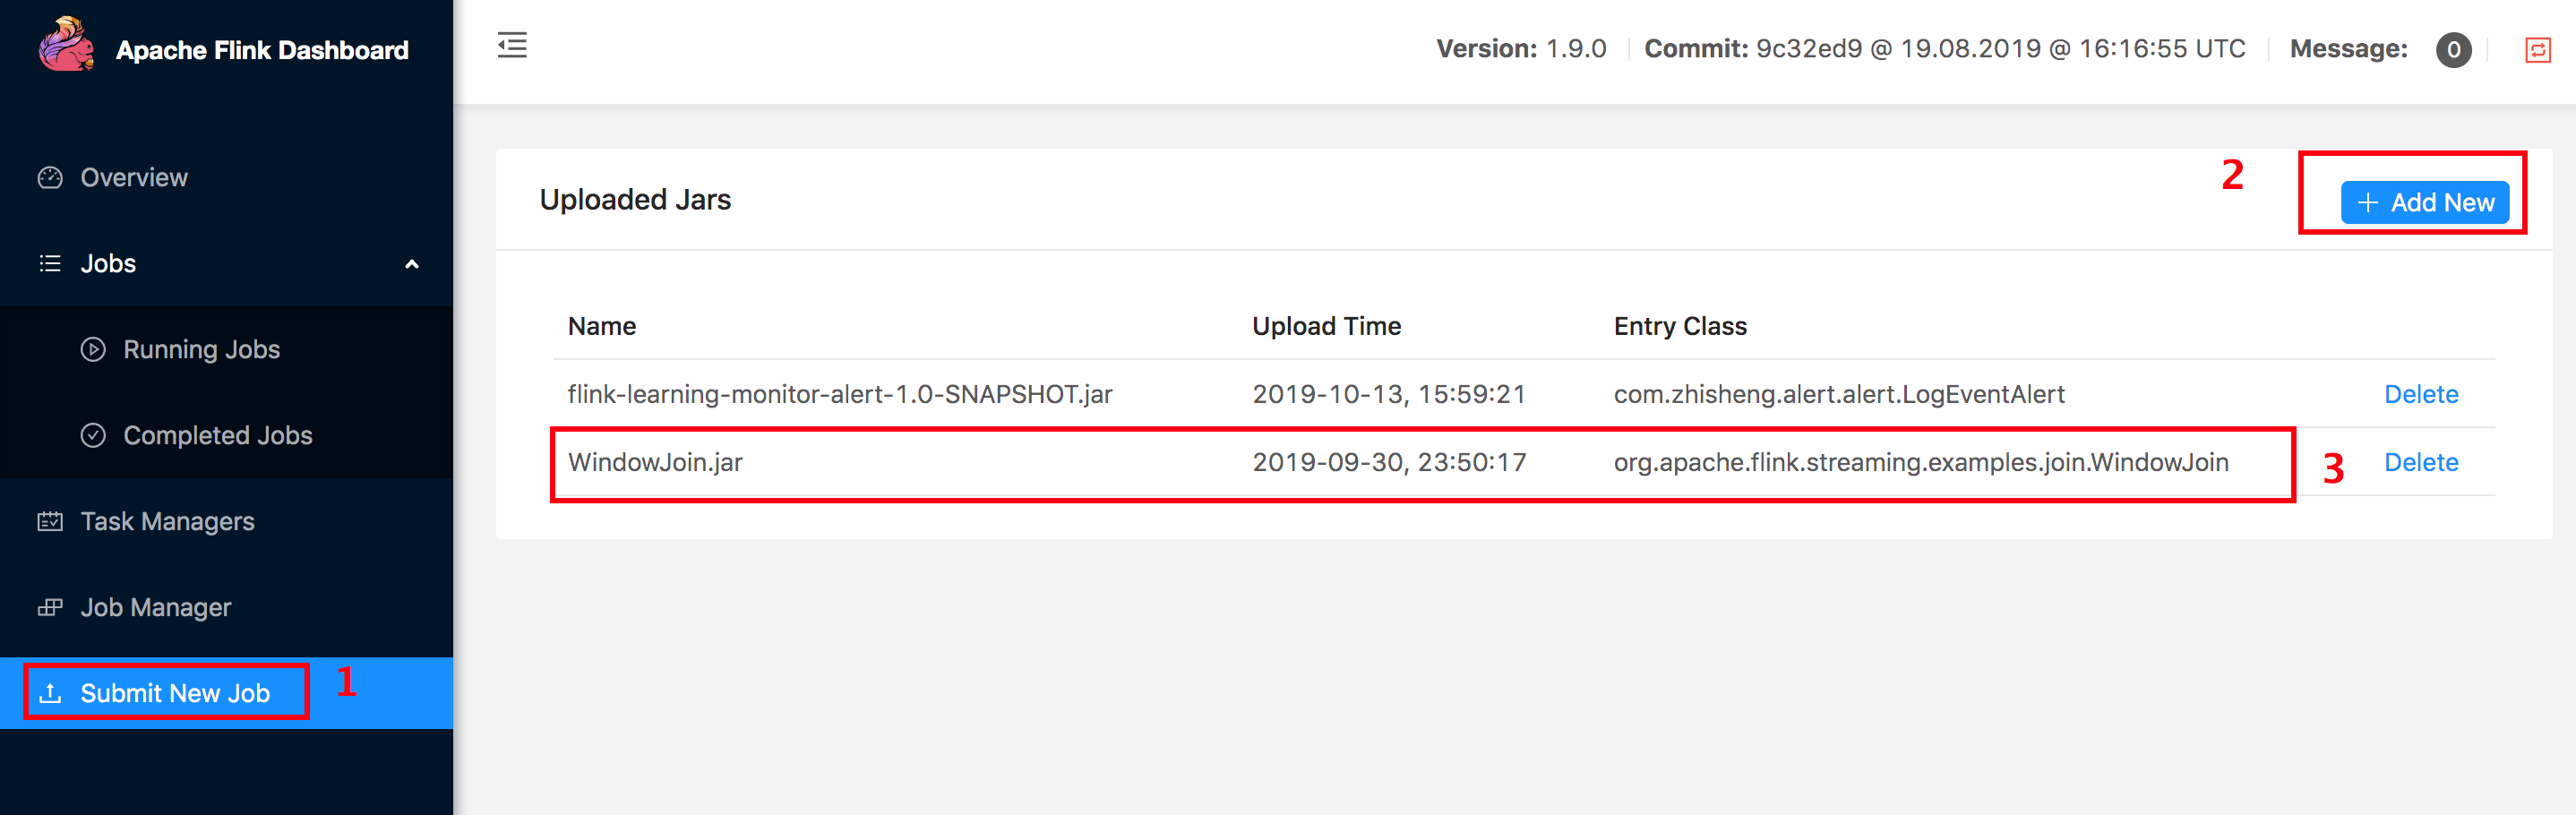 Apache Flink Dashboard
Version: 1.9.0 Commit: 9c32ed9 @ 19.08.2019 @ 16:16:55 UTC Message: 0
Overview
Jobs
Running Jobs
Completed Jobs
Task Managers
Job Manager
Submit New Job 1
Uploaded Jars 2 + Add New
Name Upload Time Entry Class
flink-learning-monitor-alert-1.0-SNAPSHOT.jar 2019-10-13, 15:59:21 com.zhisheng.alert.alert.LogEventAlert Delete
WindowJoin.jar 2019-09-30, 23:50:17 org.apache.flink.streaming.examples.join.WindowJoin 3 Delete